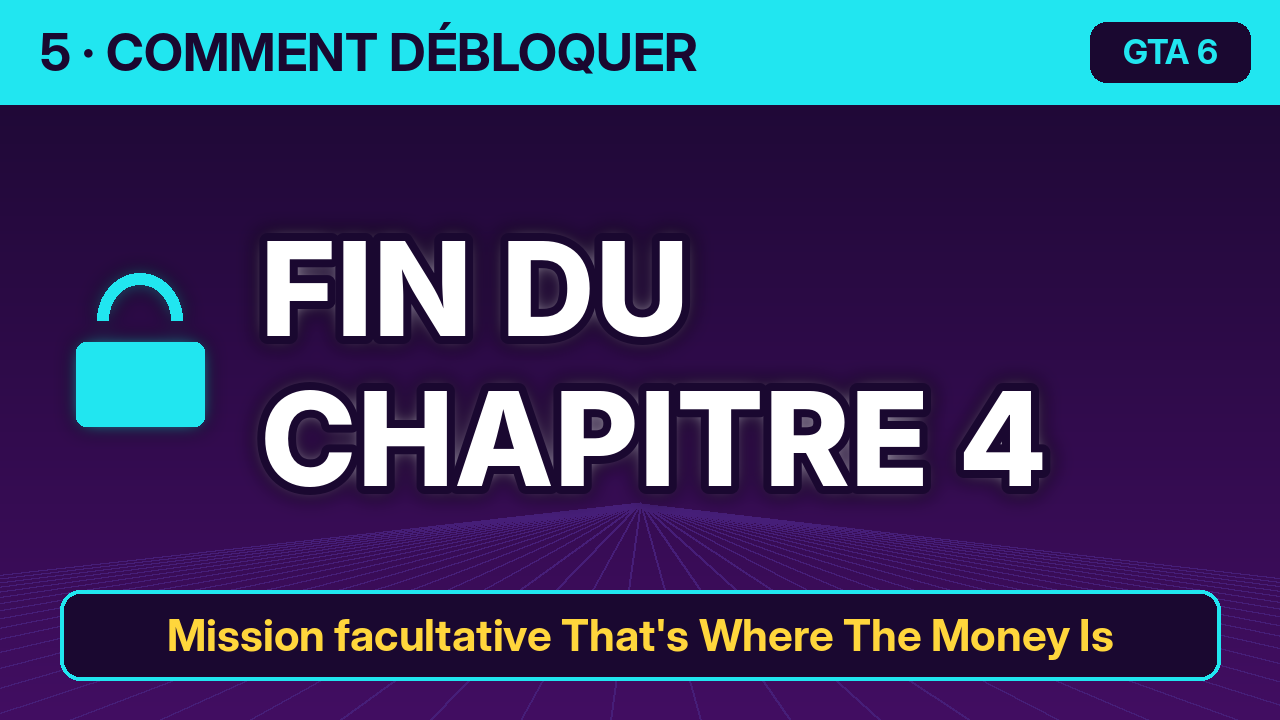 5 · COMMENT DÉBLOQUER
GTA 6
FIN DU
CHAPITRE 4
Mission facultative That's Where The Money Is